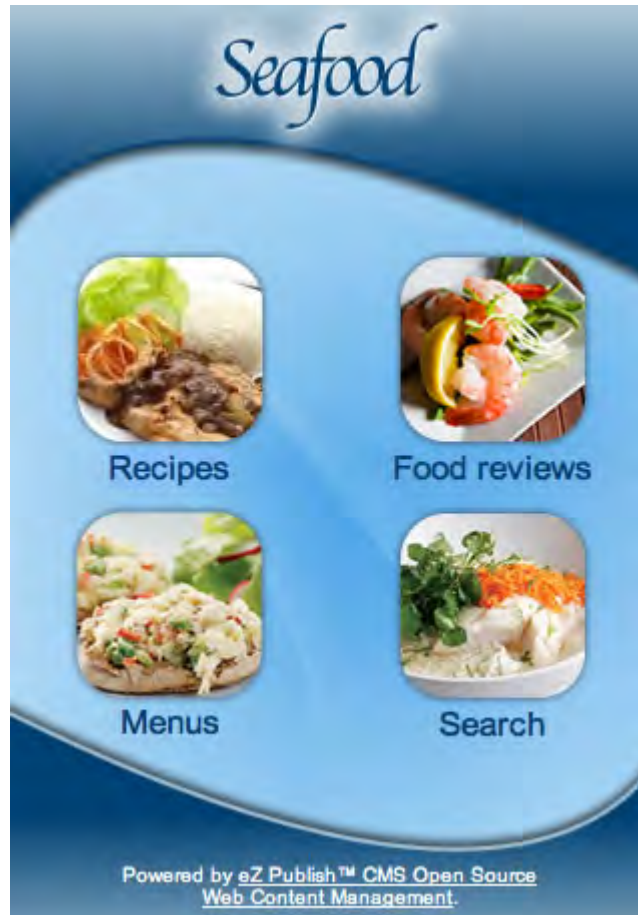 Seafood
Recipes
Food reviews
Menus
Search
Powered by eZ Publish™ CMS Open Source
Web Content Management.